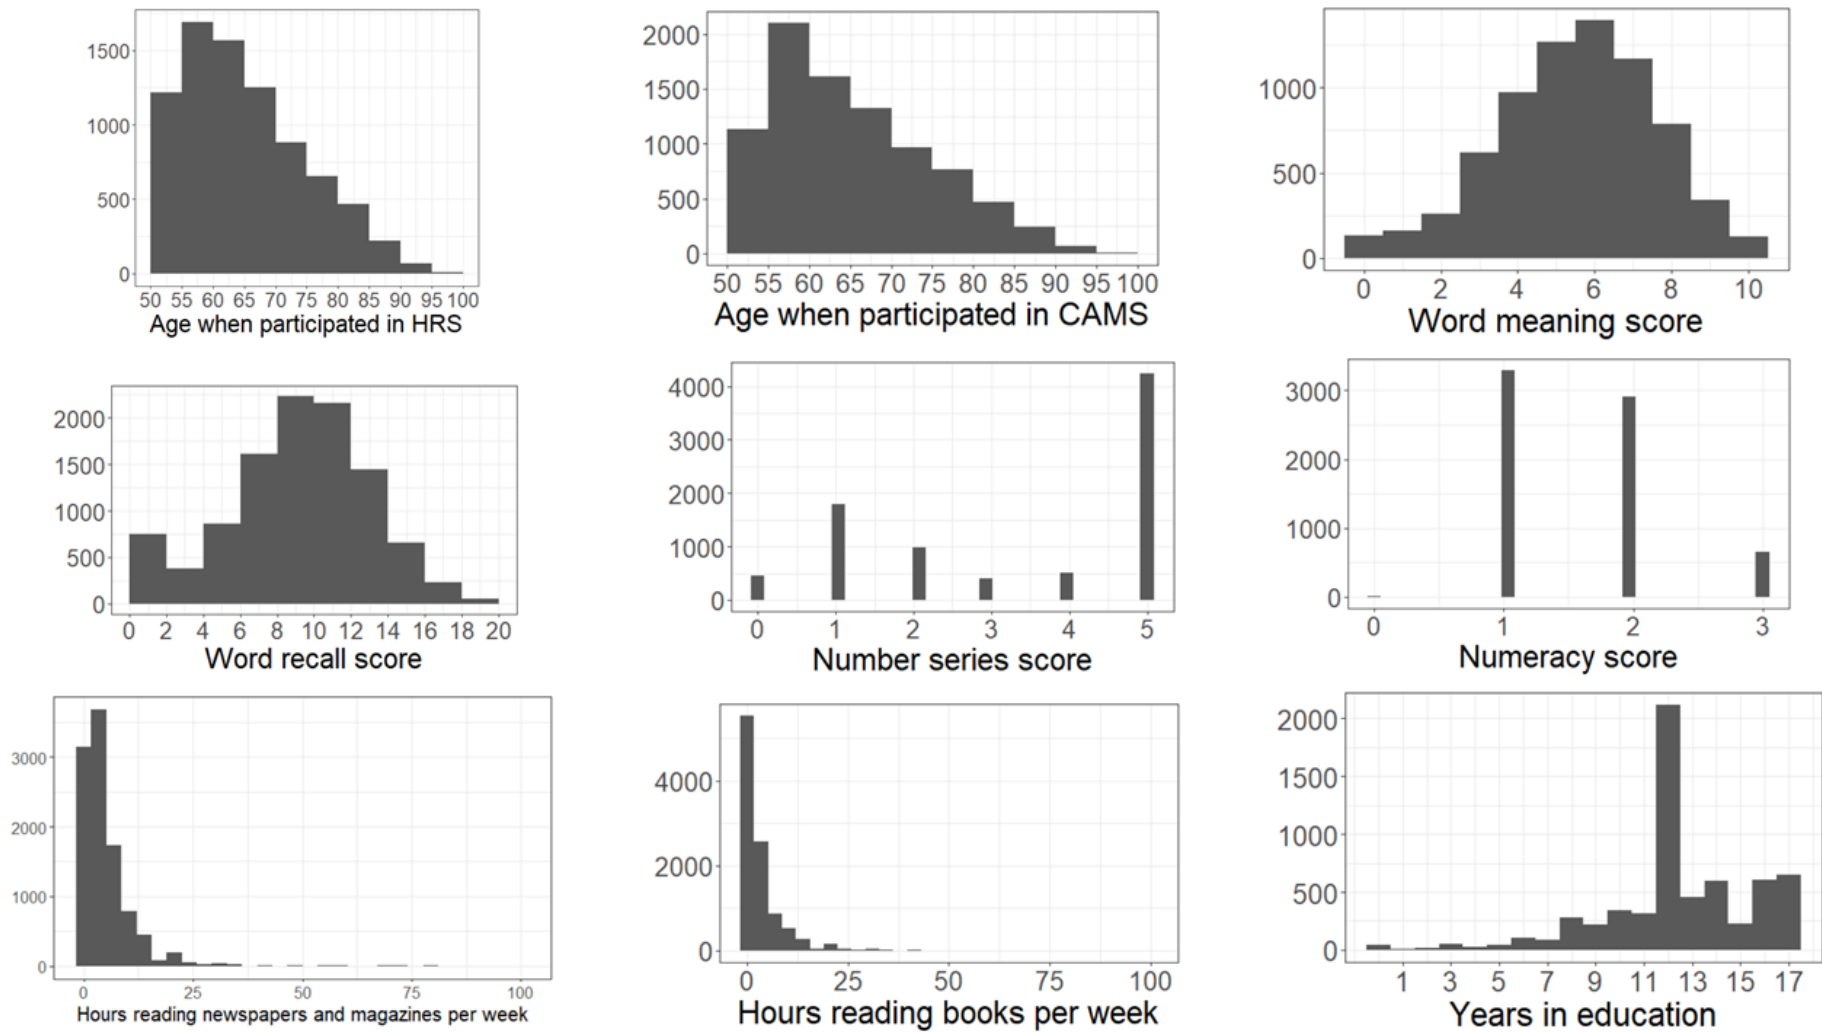 1500
1000
500
0
50 55 60 65 70 75 80 85 90 95 100
Age when participated in HRS
2000
1500
1000
500
0
50 55 60 65 70 75 80 85 90 95 100
Age when participated in CAMS
1000
500
0
0 2 4 6 8 10
Word meaning score
2000
1500
1000
500
0
0 2 4 6 8 10 12 14 16 18 20
Word recall score
4000
3000
2000
1000
0
0 1 2 3 4 5
Number series score
3000
2000
1000
0
0 1 2 3
Numeracy score
3000
2000
1000
0
0 25 50 75 100
Hours reading newspapers and magazines per week
4000
2000
0
0 25 50 75 100
Hours reading books per week
2000
1500
1000
500
0
1 3 5 7 9 11 13 15 17
Years in education